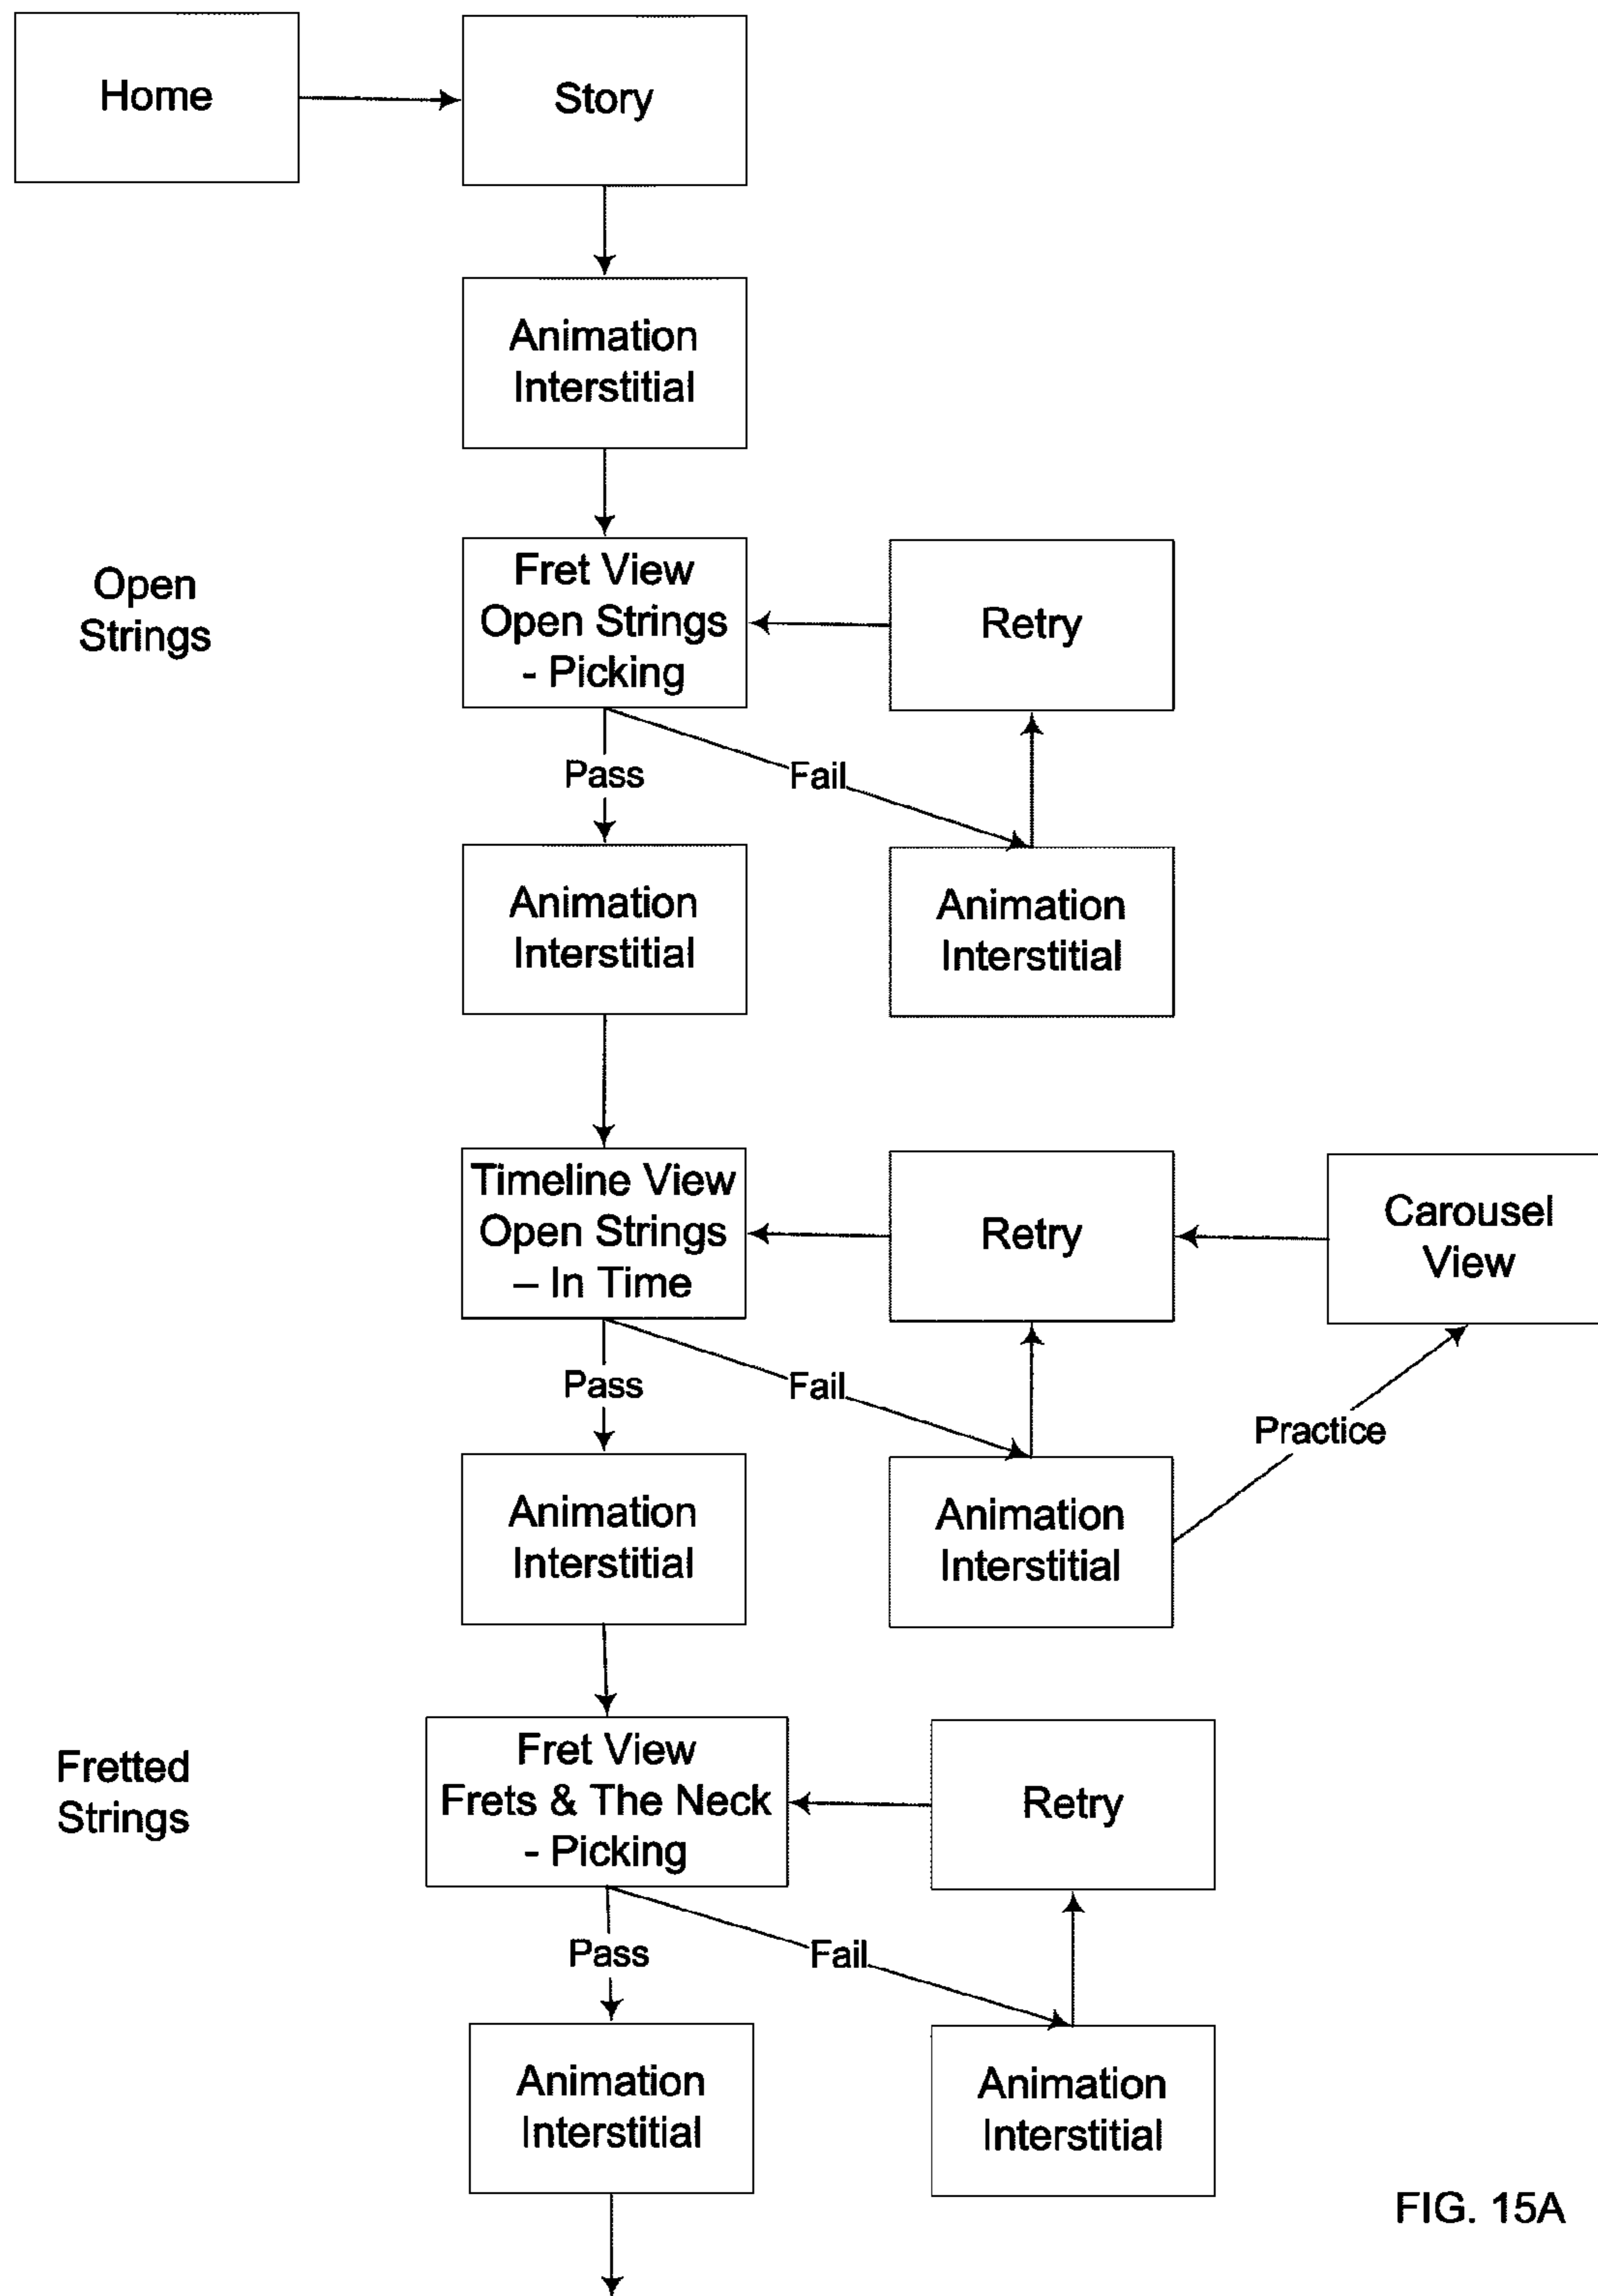 Home
Story
Animation
Interstitial
Open
Strings
Fret View
Open Strings
- Picking
Retry
Pass
Fail
Animation
Interstitial
Animation
Interstitial
Timeline View
Open Strings
– In Time
Retry
Carousel
View
Pass
Fail
Practice
Animation
Interstitial
Animation
Interstitial
Fretted
Strings
Fret View
Frets & The Neck
- Picking
Retry
Pass
Fail
Animation
Interstitial
Animation
Interstitial
FIG. 15A